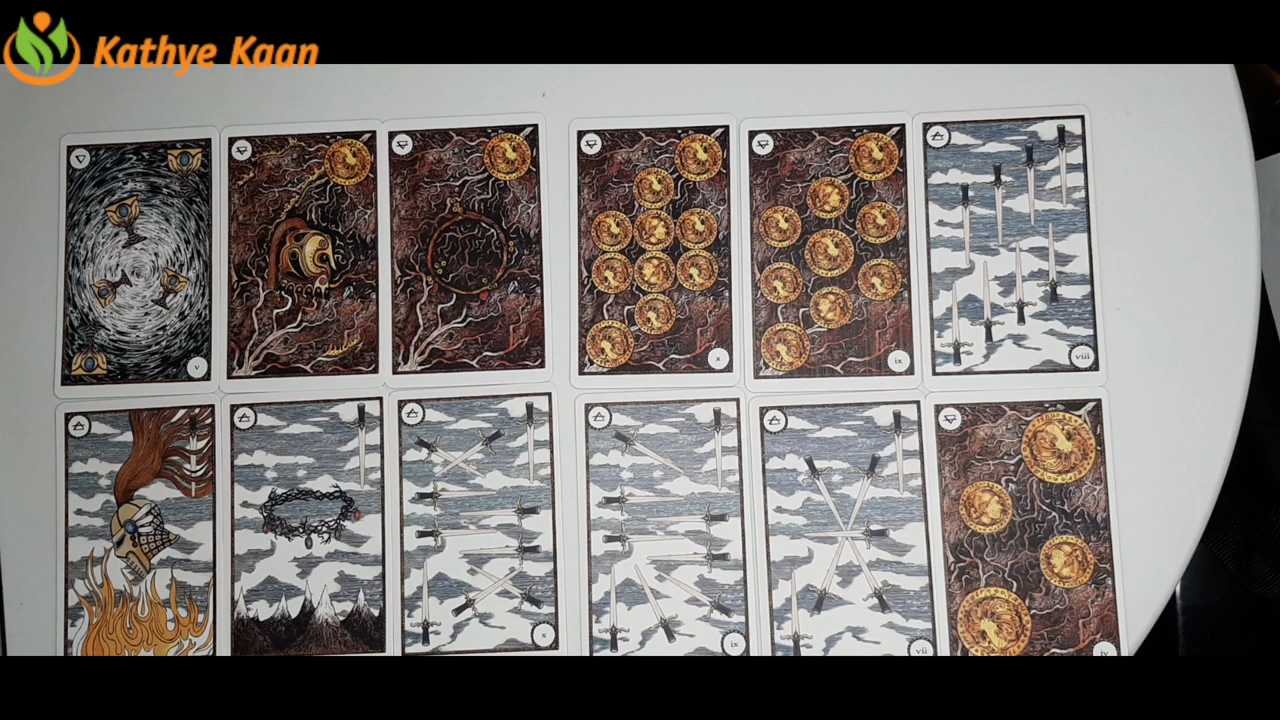 Kathye Kaan
v
x
ix
viii
x
ix
vii
iv